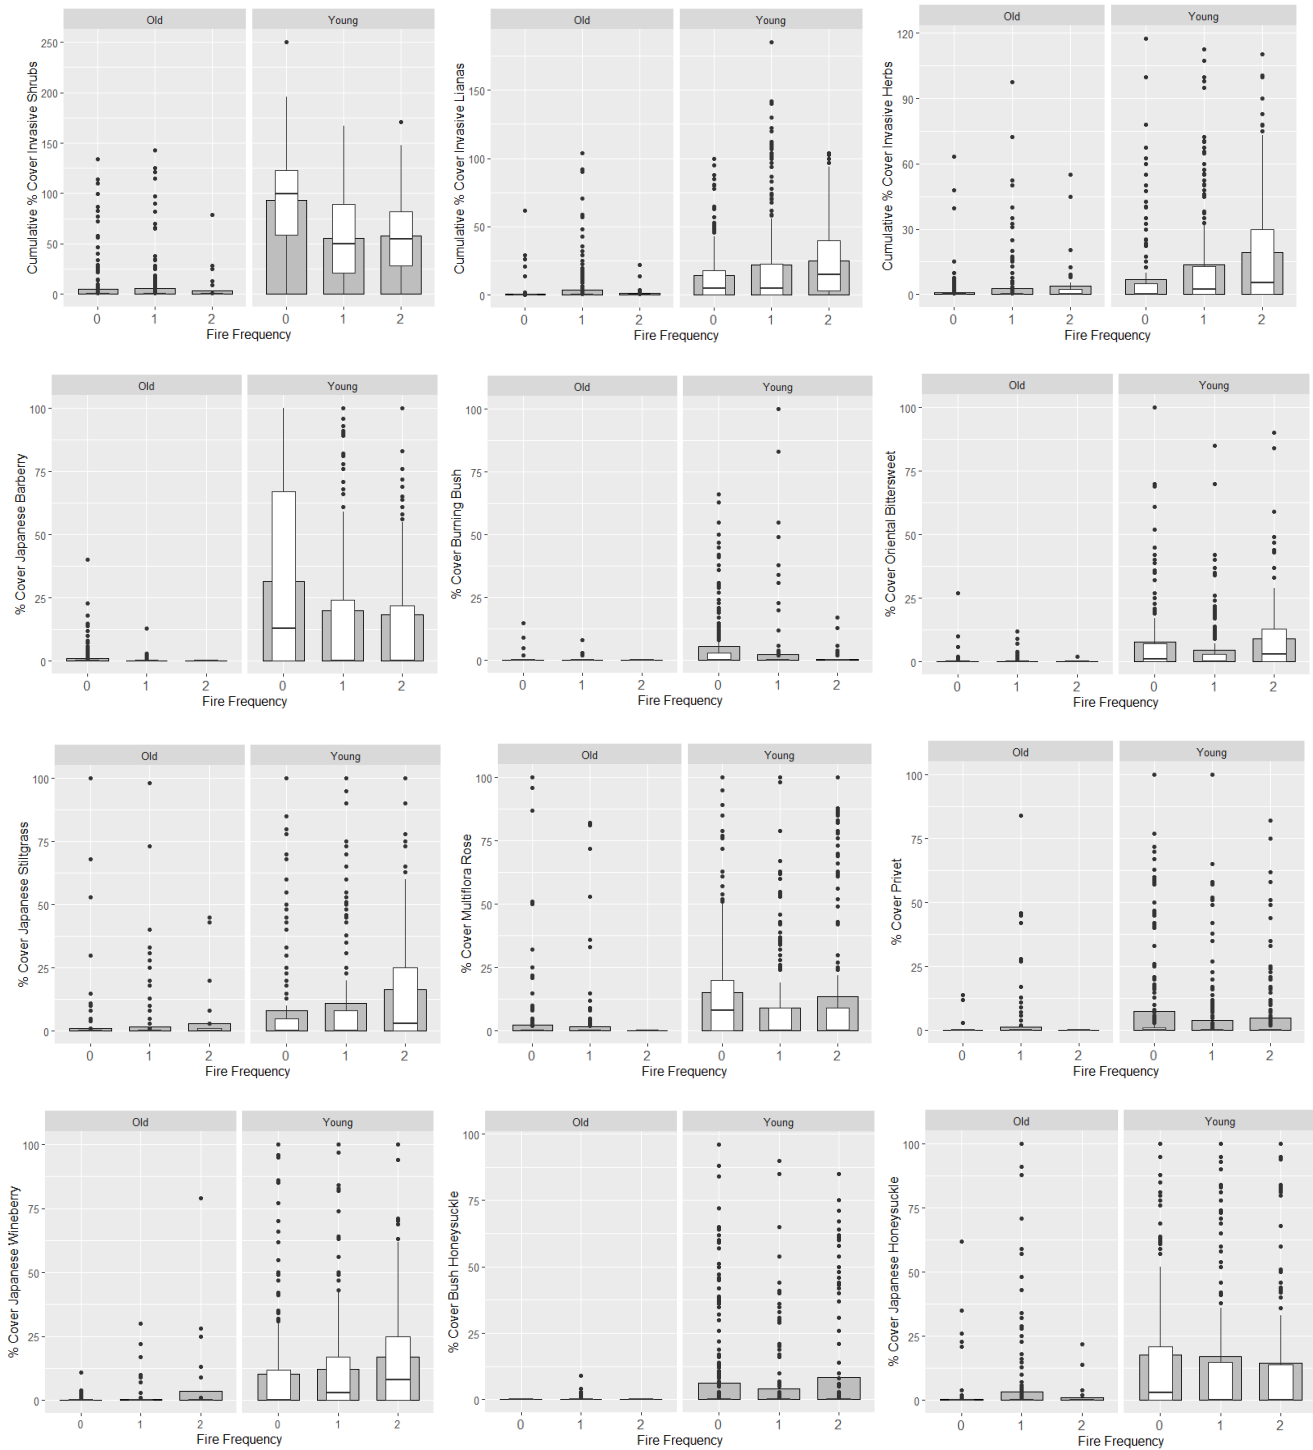 Old Young
Cumulative % Cover Invasive Shrubs
250
200
150
100
50
0
0 1 2 0 1 2
Fire Frequency
Old Young
Cumulative % Cover Invasive Lianas
150
100
50
0
0 1 2 0 1 2
Fire Frequency
Old Young
Cumulative % Cover Invasive Herbs
120
90
60
30
0
0 1 2 0 1 2
Fire Frequency
Old Young
% Cover Japanese Barberry
100
75
50
25
0
0 1 2 0 1 2
Fire Frequency
Old Young
% Cover Burning Bush
100
75
50
25
0
0 1 2 0 1 2
Fire Frequency
Old Young
% Cover Oriental Bittersweet
100
75
50
25
0
0 1 2 0 1 2
Fire Frequency
Old Young
% Cover Japanese Stiltgrass
100
75
50
25
0
0 1 2 0 1 2
Fire Frequency
Old Young
% Cover Multiflora Rose
100
75
50
25
0
0 1 2 0 1 2
Fire Frequency
Old Young
% Cover Privet
100
75
50
25
0
0 1 2 0 1 2
Fire Frequency
Old Young
% Cover Japanese Wineberry
100
75
50
25
0
0 1 2 0 1 2
Fire Frequency
Old Young
% Cover Bush Honeysuckle
100
75
50
25
0
0 1 2 0 1 2
Fire Frequency
Old Young
% Cover Japanese Honeysuckle
100
75
50
25
0
0 1 2 0 1 2
Fire Frequency